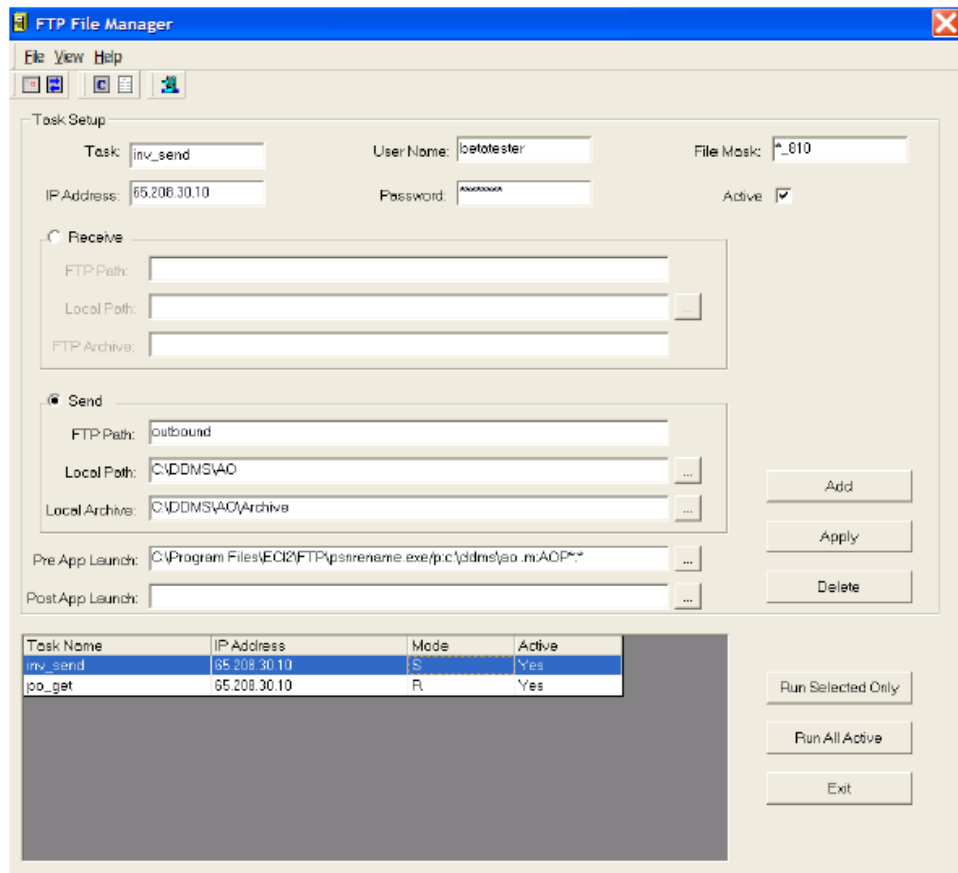 FTP File Manager
File View Help
Task Setup
Task: inv_send
User Name: betatester
File Mask: *_810
IP Address: 65.208.30.10
Password: ********
Active
Receive
FTP Path:
Local Path:
...
FTP Archive:
Send
FTP Path: outbound
Local Path: C:\DDMS\AO
...
Local Archive: C:\DDMS\AO\Archive
...
Pre App Launch: C:\Program Files\ECI2\FTP\psnrename.exe/p:c:\ddms\ao .m:AOP*.*
...
Post App Launch:
...
Add
Apply
Delete
Task Name IP Address Mode Active
inv_send 65.208.30.10 S Yes
po_get 65.208.30.10 R Yes
Run Selected Only
Run All Active
Exit